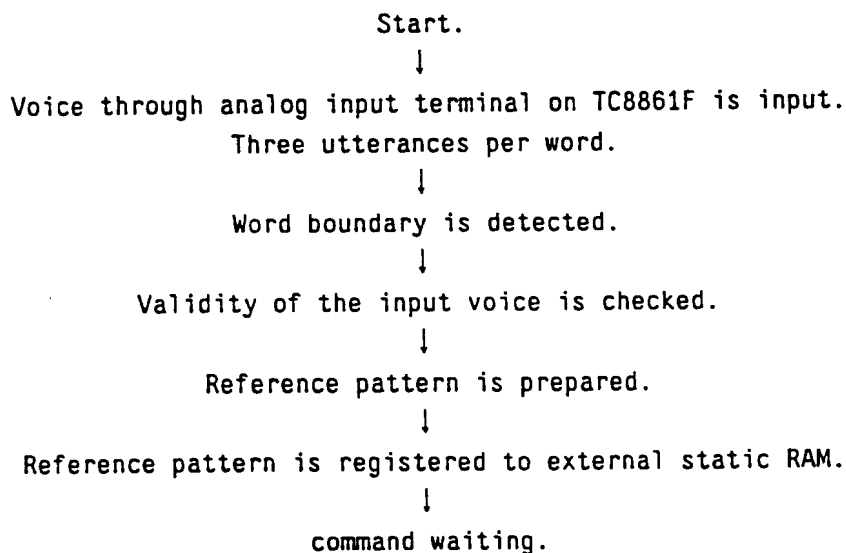 Start.
↓
Voice through analog input terminal on TC8861F is input.
Three utterances per word.
↓
Word boundary is detected.
↓
Validity of the input voice is checked.
↓
Reference pattern is prepared.
↓
Reference pattern is registered to external static RAM.
↓
command waiting.